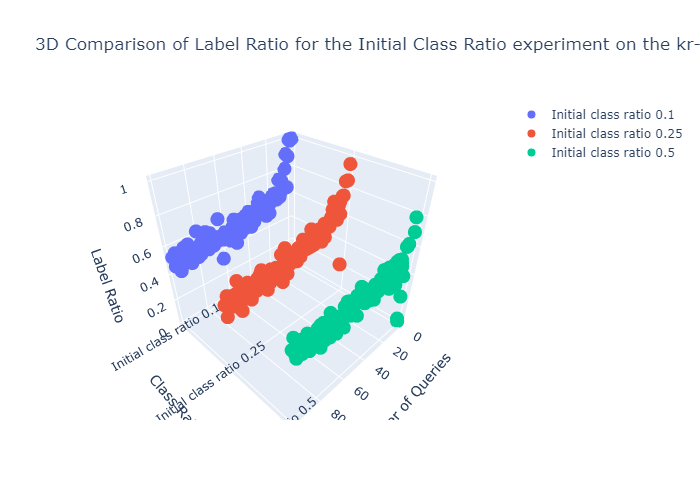 3D Comparison of Label Ratio for the Initial Class Ratio experiment on the kr-
Initial class ratio 0.1
Initial class ratio 0.25
Initial class ratio 0.5
1
0.8
0.6
0.4
0.2
0
Label Ratio
Initial class ratio 0.1
Initial class ratio 0.25
0.5
Class
0
20
40
60
80
of Queries